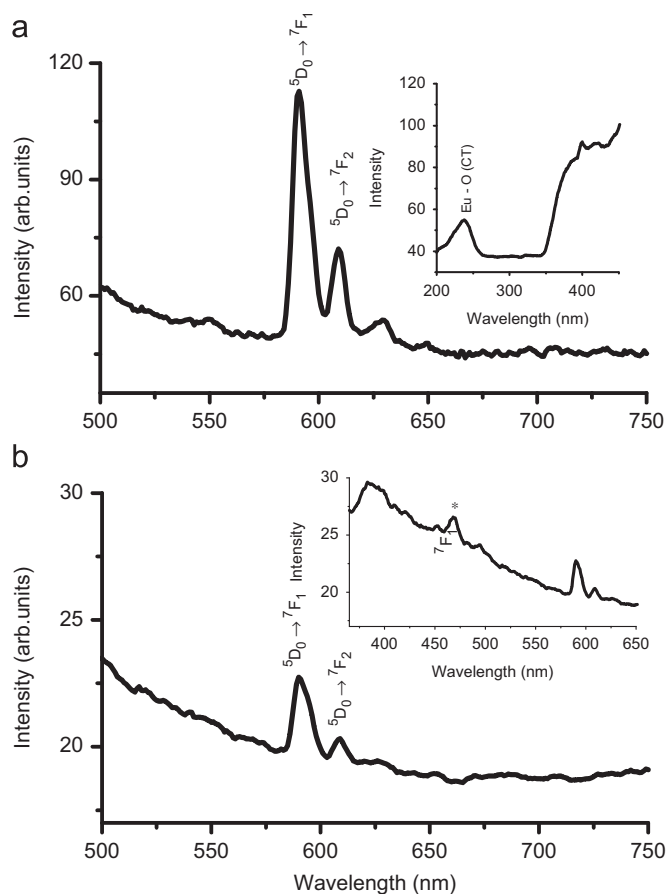 a
⁵D₀ → ⁷F₁
⁵D₀ → ⁷F₂
Intensity (arb.units)
120
90
60
500 550 600 650 700 750
Intensity
120
100
80
60
40
Eu - O (CT)
200 300 400
Wavelength (nm)
b
⁵D₀ → ⁷F₁
⁵D₀ → ⁷F₂
Intensity (arb.units)
30
25
20
500 550 600 650 700 750
Wavelength (nm)
Intensity
30
25
20
*
⁷F₁
400 450 500 550 600 650
Wavelength (nm)